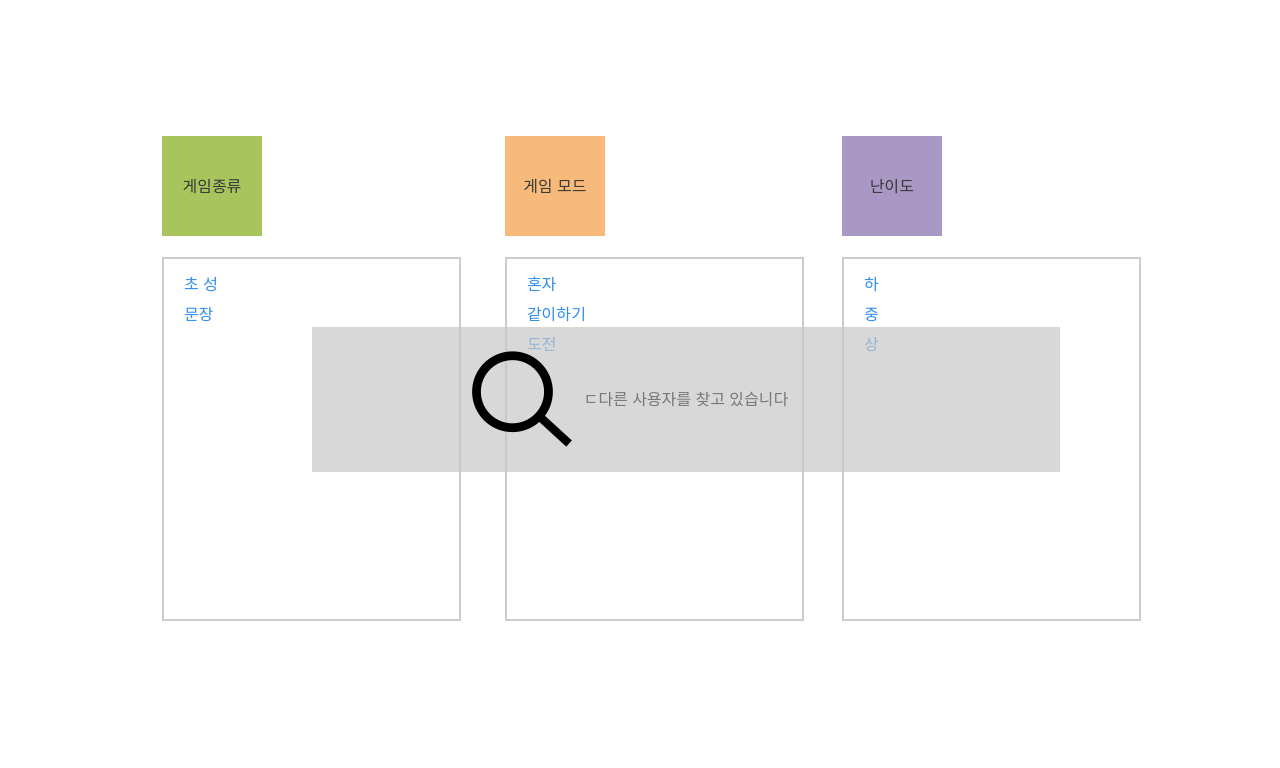 게임종류
게임 모드
난이도
초 성
문장
혼자
같이하기
도전
하
중
상
ㄷ다른 사용자를 찾고 있습니다